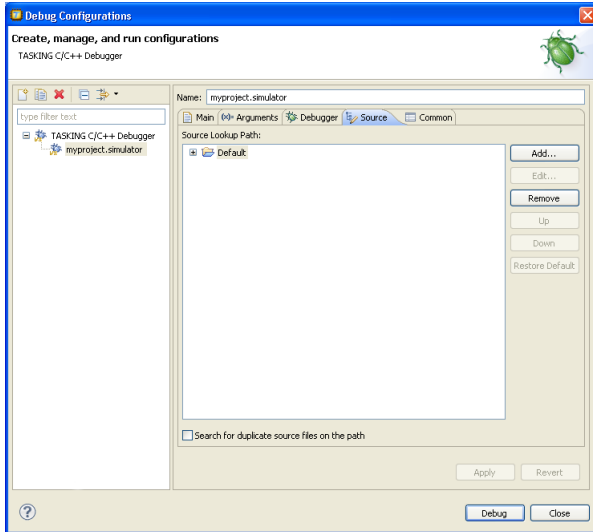 Debug Configurations
Create, manage, and run configurations
TASKING C/C++ Debugger
type filter text
TASKING C/C++ Debugger
myproject.simulator
Name: myproject.simulator
Main Arguments Debugger Source Common
Source Lookup Path:
Default
Add...
Edit...
Remove
Up
Down
Restore Default
Search for duplicate source files on the path
Apply Revert
? Debug Close